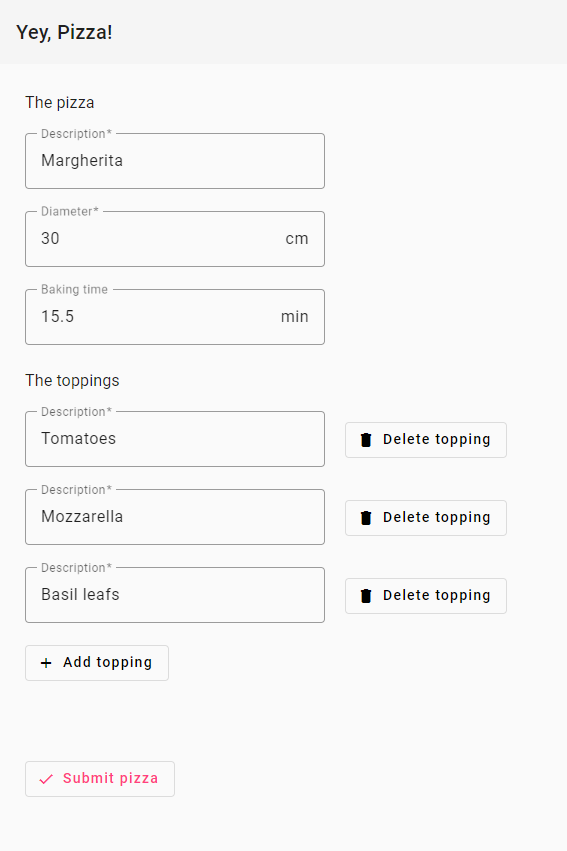 Yey, Pizza!
The pizza
Description*
Margherita
Diameter*
30 cm
Baking time
15.5 min
The toppings
Description*
Tomatoes
Delete topping
Description*
Mozzarella
Delete topping
Description*
Basil leafs
Delete topping
Add topping
Submit pizza